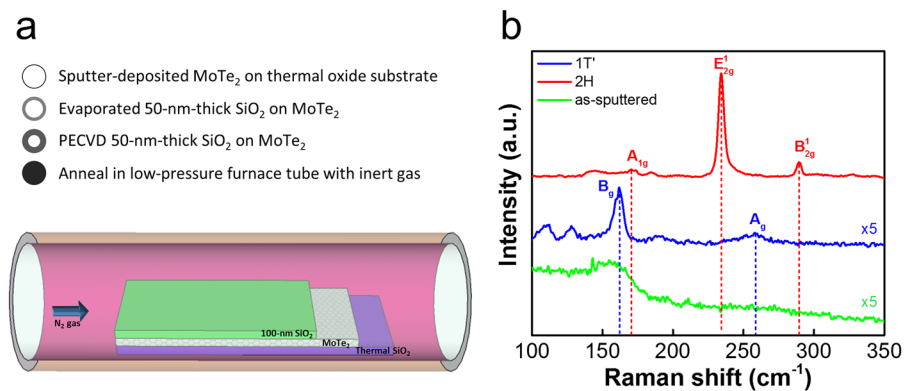 a
Sputter-deposited MoTe₂ on thermal oxide substrate
Evaporated 50-nm-thick SiO₂ on MoTe₂
PECVD 50-nm-thick SiO₂ on MoTe₂
Anneal in low-pressure furnace tube with inert gas
N₂ gas
100-nm SiO₂
MoTe₂
Thermal SiO₂
b
1T'
2H
as-sputtered
E¹₂g
A₁g
B¹₂g
Bg
Ag
x5
x5
Intensity (a.u.)
100 150 200 250 300 350
Raman shift (cm⁻¹)